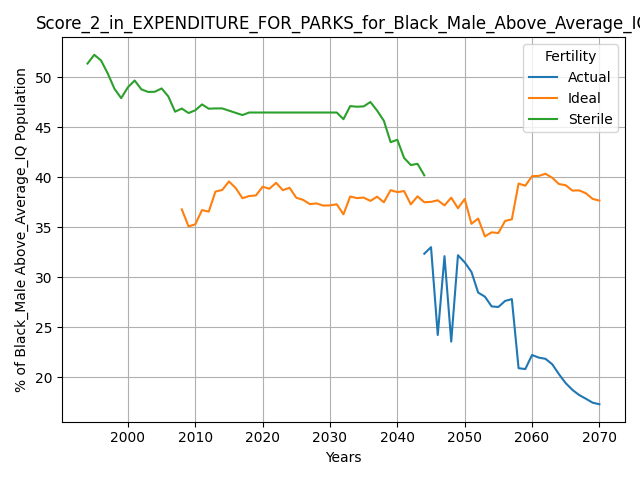 Score_2_in_EXPENDITURE_FOR_PARKS_for_Black_Male_Above_Average_IQ
Fertility
Actual
Ideal
Sterile
% of Black_Male Above_Average_IQ Population
50
45
40
35
30
25
20
2000 2010 2020 2030 2040 2050 2060 2070
Years